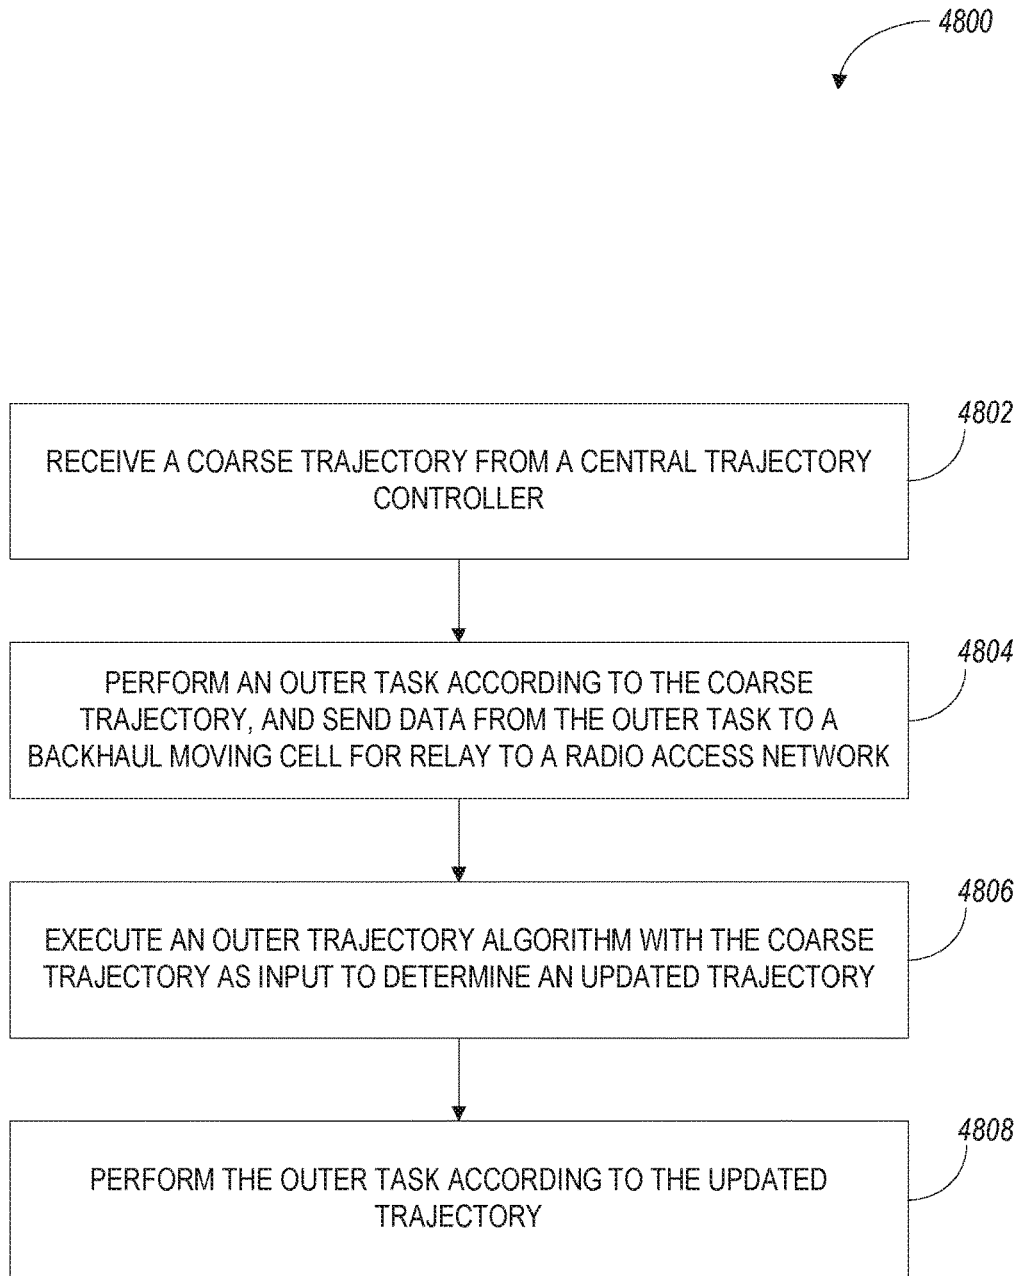 4800
4802
RECEIVE A COARSE TRAJECTORY FROM A CENTRAL TRAJECTORY
CONTROLLER
4804
PERFORM AN OUTER TASK ACCORDING TO THE COARSE
TRAJECTORY, AND SEND DATA FROM THE OUTER TASK TO A
BACKHAUL MOVING CELL FOR RELAY TO A RADIO ACCESS NETWORK
4806
EXECUTE AN OUTER TRAJECTORY ALGORITHM WITH THE COARSE
TRAJECTORY AS INPUT TO DETERMINE AN UPDATED TRAJECTORY
4808
PERFORM THE OUTER TASK ACCORDING TO THE UPDATED
TRAJECTORY